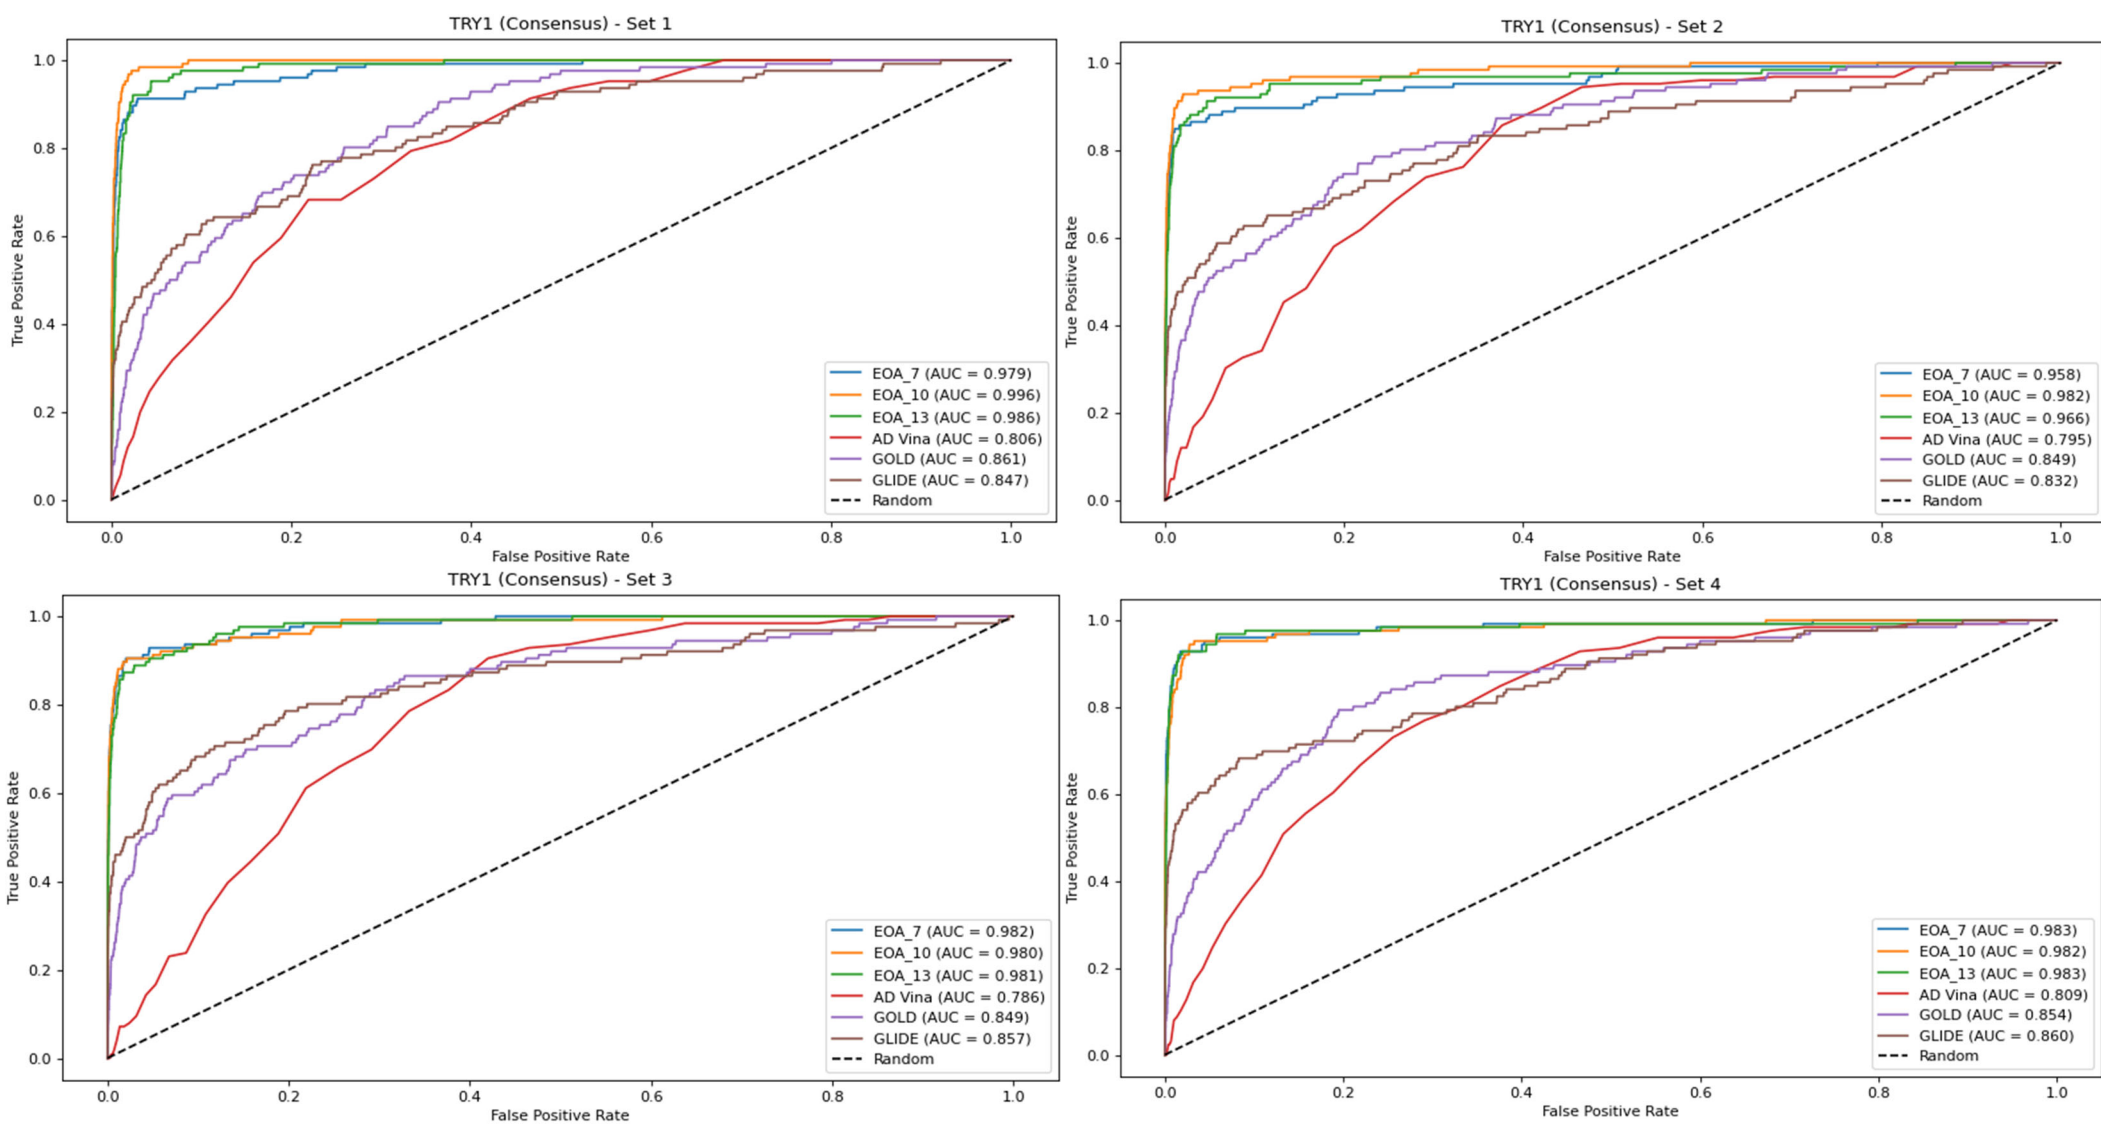 TRY1 (Consensus) - Set 1
True Positive Rate
1.0
0.8
0.6
0.4
0.2
0.0
EOA_7 (AUC = 0.979)
EOA_10 (AUC = 0.996)
EOA_13 (AUC = 0.986)
AD Vina (AUC = 0.806)
GOLD (AUC = 0.861)
GLIDE (AUC = 0.847)
Random
0.0 0.2 0.4 0.6 0.8 1.0
False Positive Rate
TRY1 (Consensus) - Set 2
True Positive Rate
1.0
0.8
0.6
0.4
0.2
0.0
EOA_7 (AUC = 0.958)
EOA_10 (AUC = 0.982)
EOA_13 (AUC = 0.966)
AD Vina (AUC = 0.795)
GOLD (AUC = 0.849)
GLIDE (AUC = 0.832)
Random
0.0 0.2 0.4 0.6 0.8 1.0
False Positive Rate
TRY1 (Consensus) - Set 3
True Positive Rate
1.0
0.8
0.6
0.4
0.2
0.0
EOA_7 (AUC = 0.982)
EOA_10 (AUC = 0.980)
EOA_13 (AUC = 0.981)
AD Vina (AUC = 0.786)
GOLD (AUC = 0.849)
GLIDE (AUC = 0.857)
Random
0.0 0.2 0.4 0.6 0.8 1.0
False Positive Rate
TRY1 (Consensus) - Set 4
True Positive Rate
1.0
0.8
0.6
0.4
0.2
0.0
EOA_7 (AUC = 0.983)
EOA_10 (AUC = 0.982)
EOA_13 (AUC = 0.983)
AD Vina (AUC = 0.809)
GOLD (AUC = 0.854)
GLIDE (AUC = 0.860)
Random
0.0 0.2 0.4 0.6 0.8 1.0
False Positive Rate